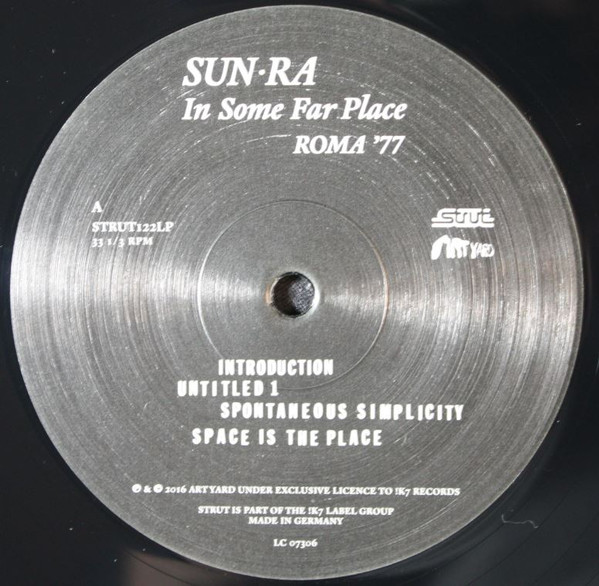 SUN·RA
In Some Far Place
ROMA '77
A
STRUT122LP
33 1/3 RPM
Strut
ART YARD
INTRODUCTION
UNTITLED 1
SPONTANEOUS SIMPLICITY
SPACE IS THE PLACE
℗ & © 2016 ART YARD UNDER EXCLUSIVE LICENCE TO !K7 RECORDS
STRUT IS PART OF THE !K7 LABEL GROUP
MADE IN GERMANY
LC 07306